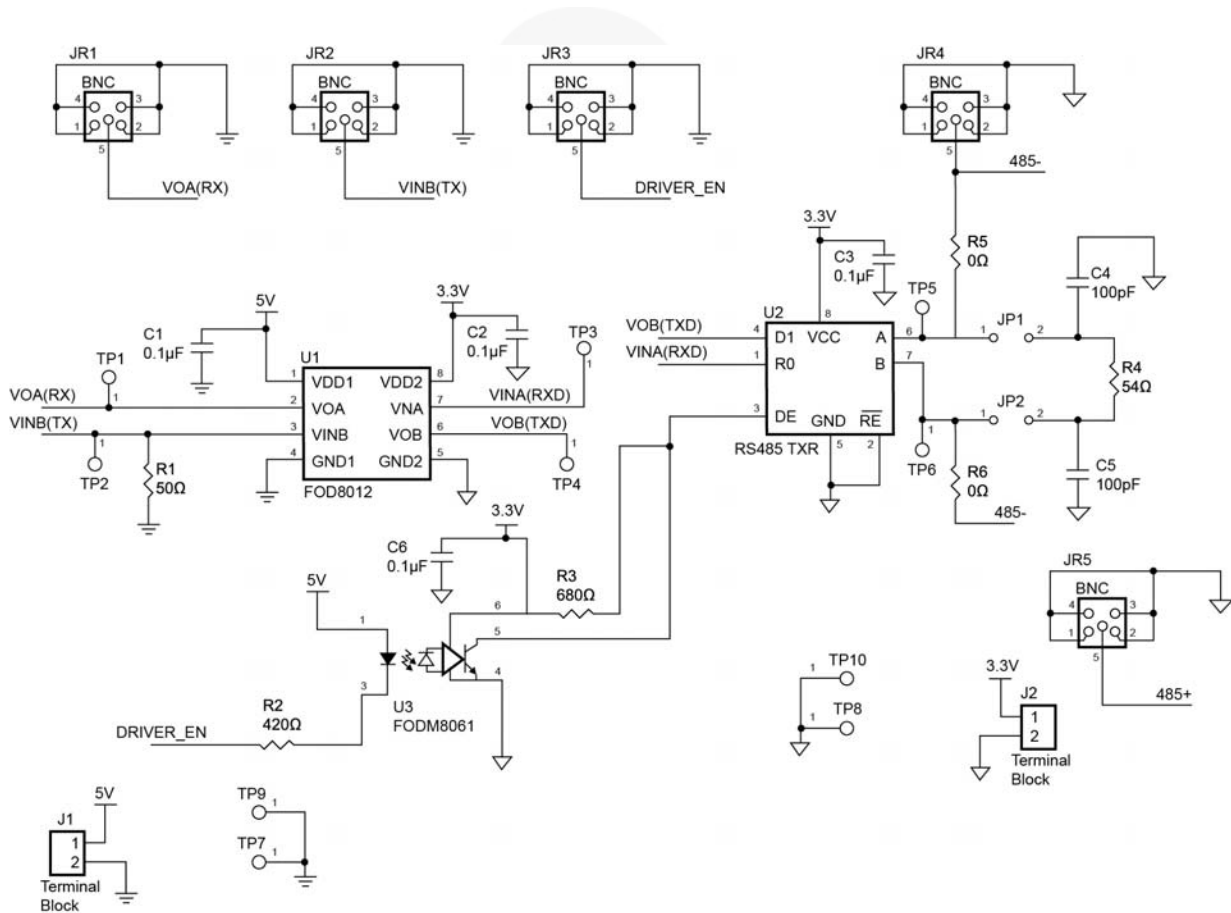 JR1
BNC
4
3
1
2
5
VOA(RX)
JR2
BNC
4
3
1
2
5
VINB(TX)
JR3
BNC
4
3
1
2
5
DRIVER_EN
JR4
BNC
4
3
1
2
5
485-
5V
C1
0.1µF
3.3V
C2
0.1µF
TP3
1
TP1
1
U1
1
VDD1
VDD2
8
VOA(RX)
2
VOA
VNA
7
VINA(RXD)
VINB(TX)
3
VINB
VOB
6
VOB(TXD)
1
4
GND1
GND2
5
FOD8012
1
TP2
R1
50Ω
TP4
3.3V
C3
0.1µF
U2
8
VOB(TXD)
4
D1
VCC
A
6
VINA(RXD)
1
R0
B
7
3
DE
GND
RE
RS485 TXR
5
2
TP5
1
R5
0Ω
1
JP1
2
C4
100pF
R4
54Ω
1
JP2
2
1
TP6
R6
0Ω
C5
100pF
485-
3.3V
C6
0.1µF
5V
1
6
R3
680Ω
5
4
3
U3
FODM8061
DRIVER_EN
R2
420Ω
JR5
BNC
4
3
1
2
5
485+
1
TP10
1
TP8
3.3V
J2
1
2
Terminal
Block
5V
J1
1
2
Terminal
Block
TP9
1
TP7
1